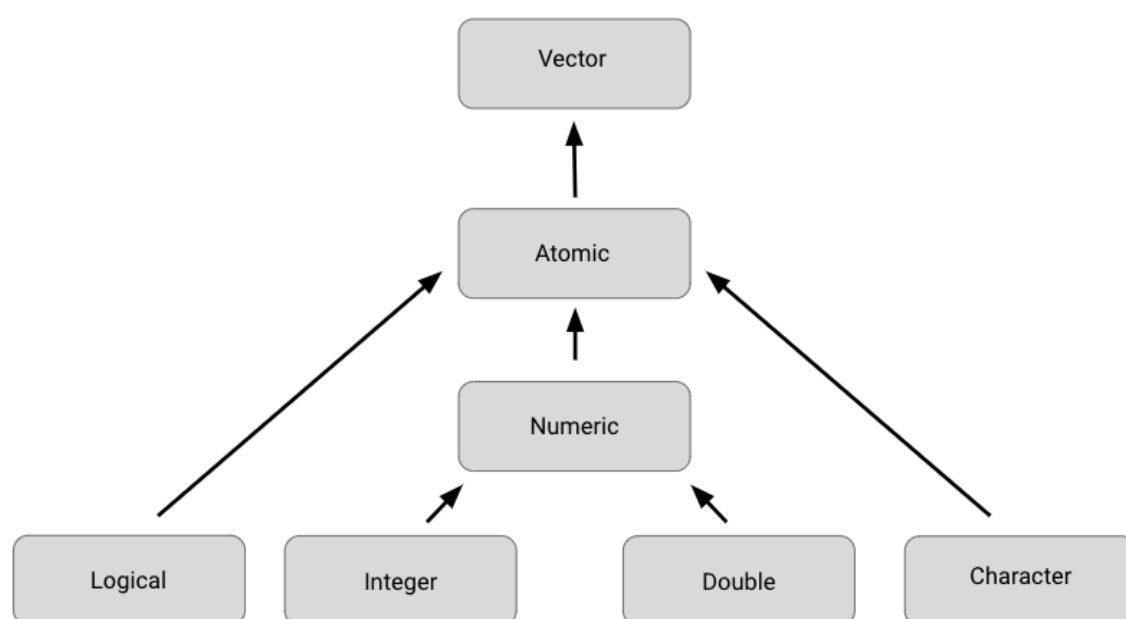 Vector
Atomic
Numeric
Logical
Integer
Double
Character